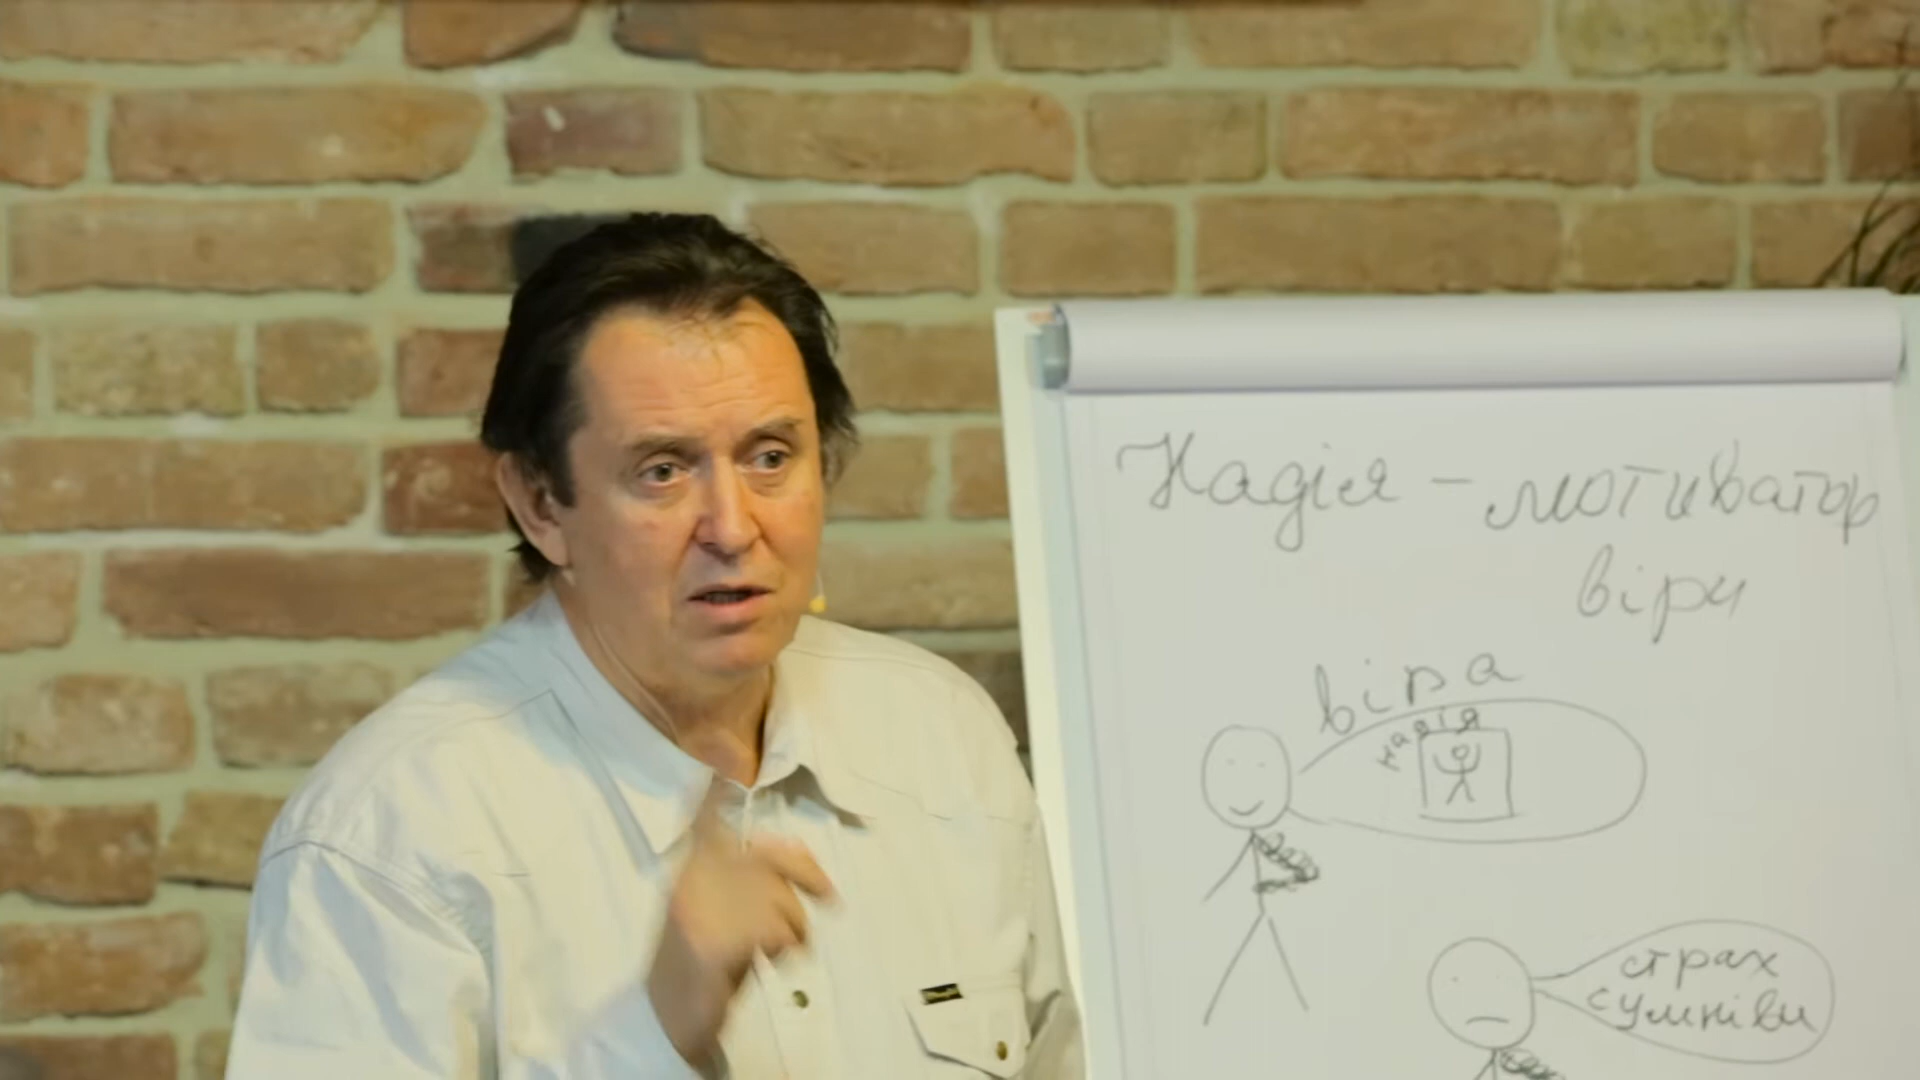 Надія - мотиватор
віри
віра
надія
страх
сумніви